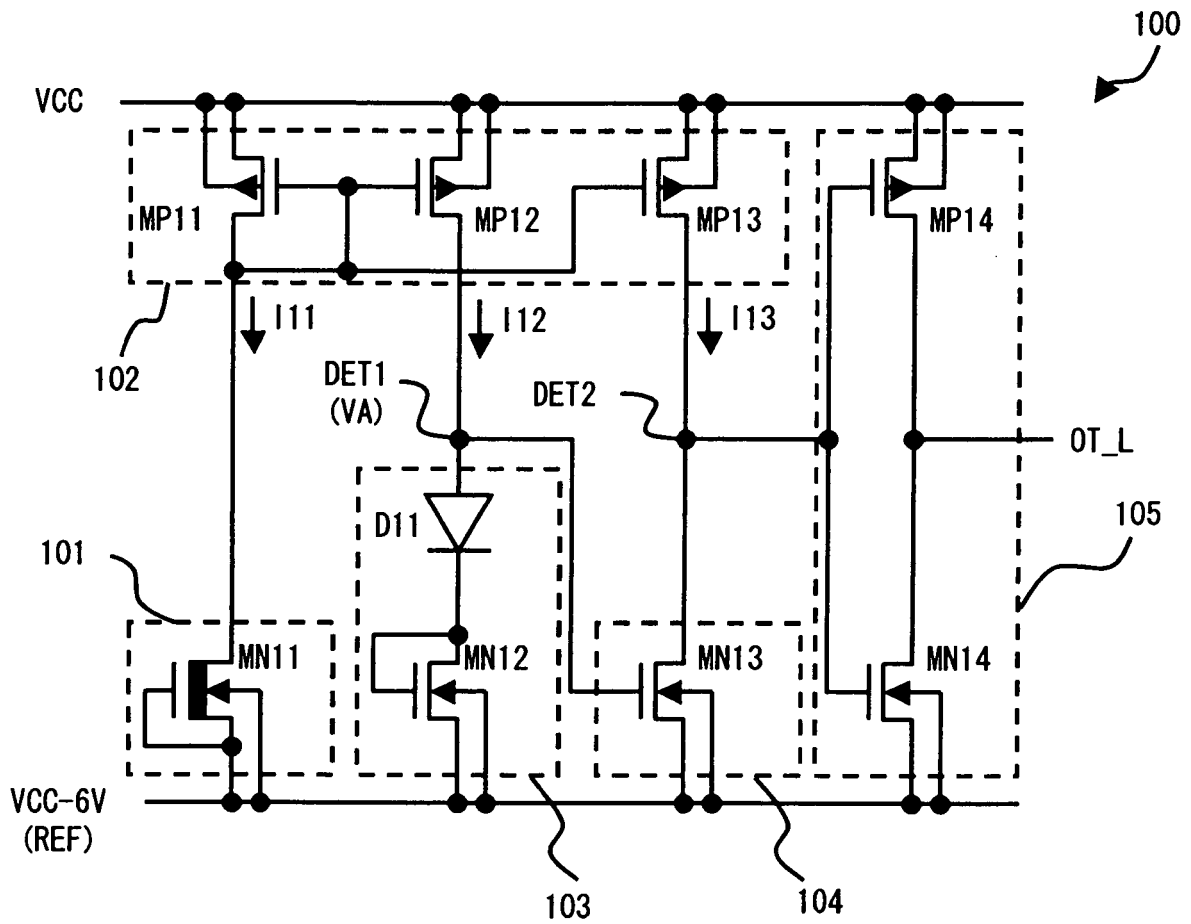 100
VCC
MP11
MP12
MP13
MP14
I11
I12
I13
102
DET1
(VA)
DET2
OT_L
D11
101
105
MN11
MN12
MN13
MN14
VCC-6V
(REF)
103
104